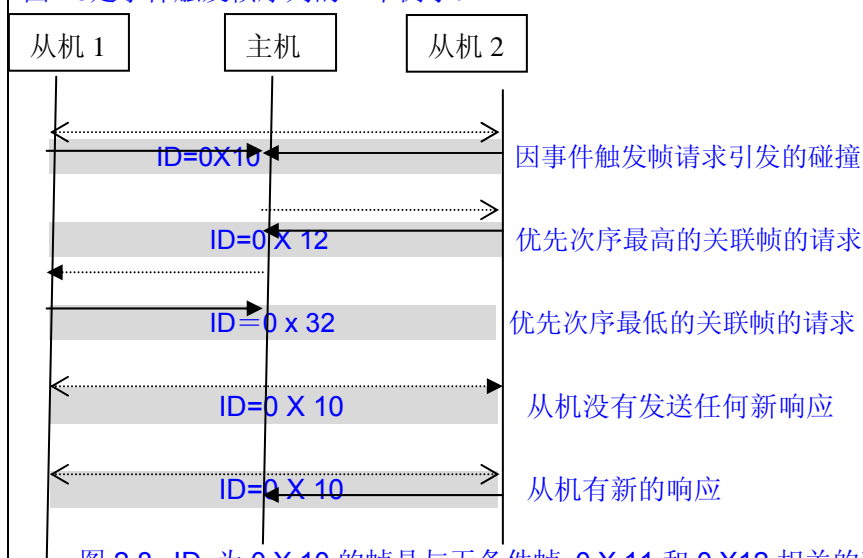 从机 1 主机 从机 2
ID=0X10 因事件触发帧请求引发的碰撞
ID=0 X 12 优先次序最高的关联帧的请求
ID＝0 x 32 优先次序最低的关联帧的请求
ID=0 X 10 从机没有发送任何新响应
ID=0 X 10 从机有新的响应